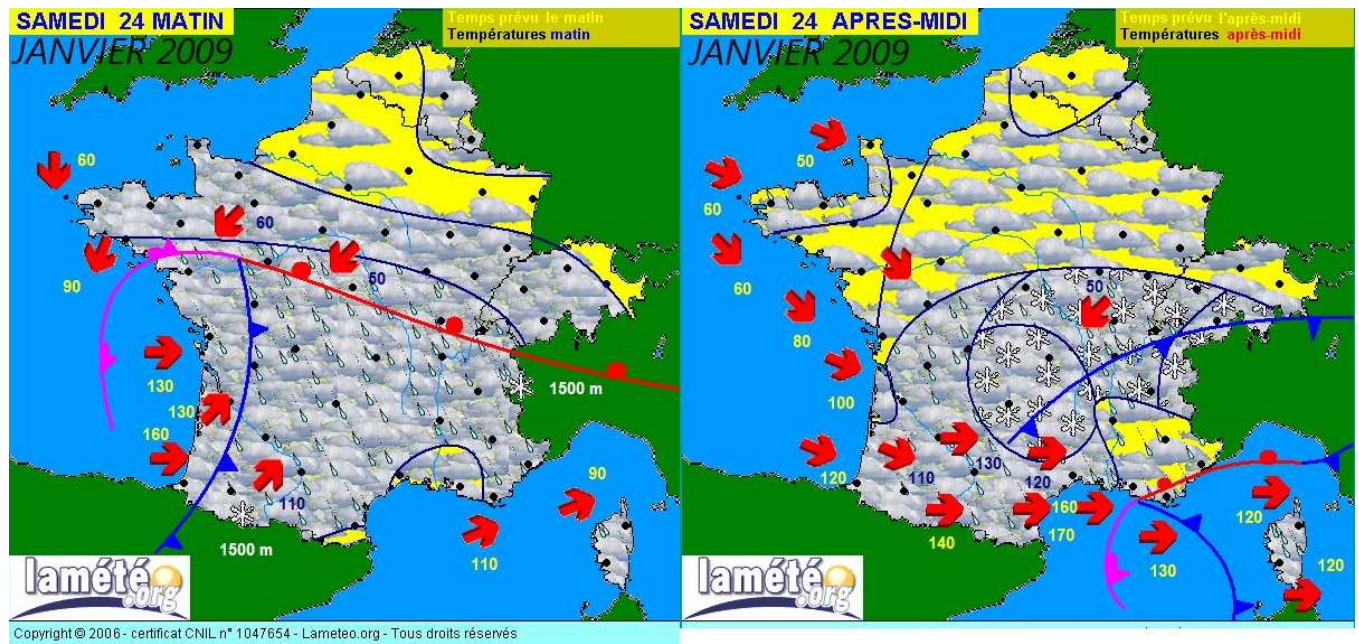 SAMEDI 24 MATIN
JANVIER 2009
Temps prévu le matin
Températures matin
60
90
60
50
130
130
160
110
1500 m
1500 m
90
110
lamétéo
.org
Copyright © 2006 - certificat CNIL n° 1047654 - Lameteo.org - Tous droits réservés
SAMEDI 24 APRES-MIDI
JANVIER 2009
Temps prévu l'après-midi
Températures après-midi
50
60
60
80
50
100
120
110
130
120
140
160
170
130
120
120
lamétéo
.org